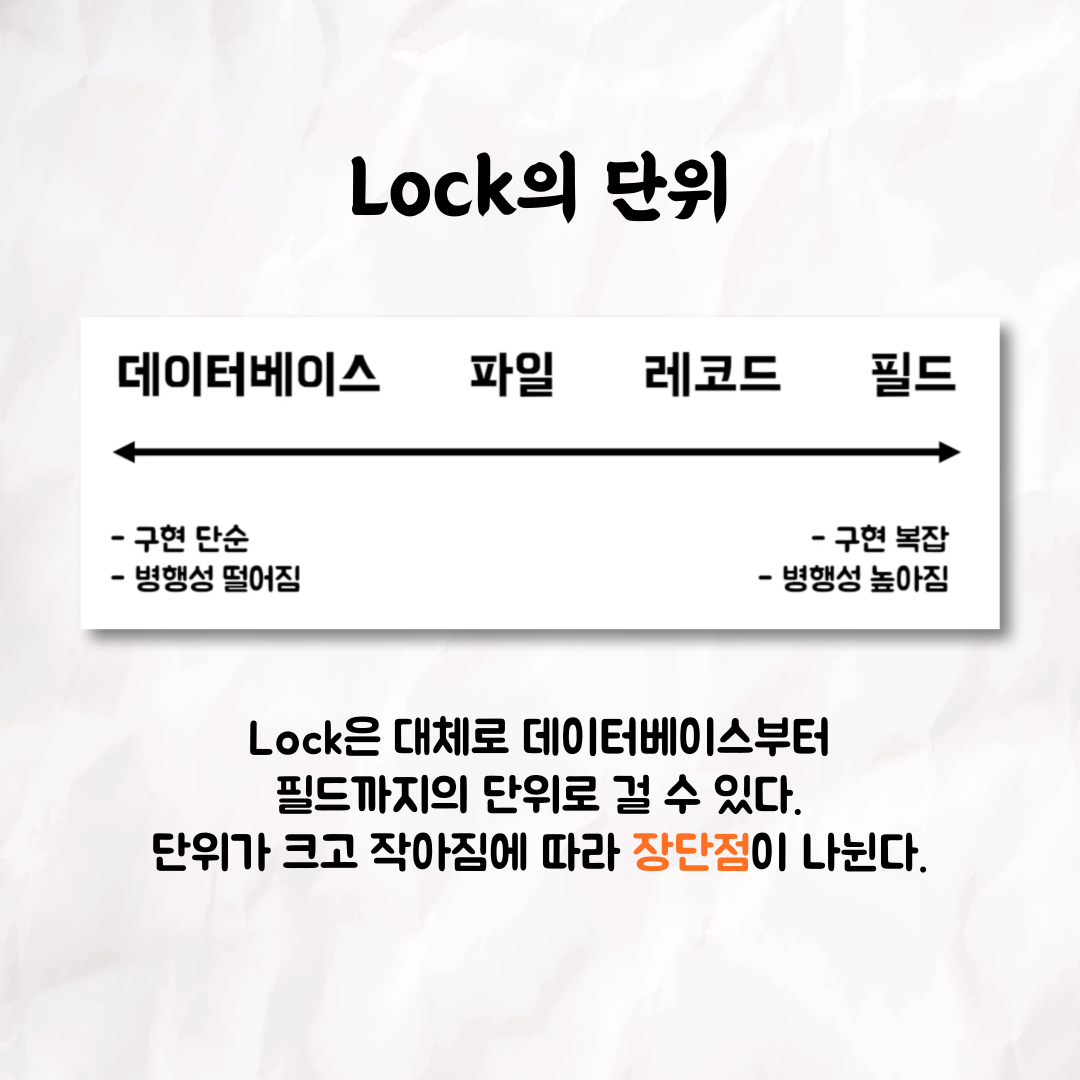 Lock의 단위
데이터베이스 파일 레코드 필드
- 구현 단순
- 병행성 떨어짐
- 구현 복잡
- 병행성 높아짐
Lock은 대체로 데이터베이스부터
필드까지의 단위로 걸 수 있다.
단위가 크고 작아짐에 따라 장단점이 나뉜다.